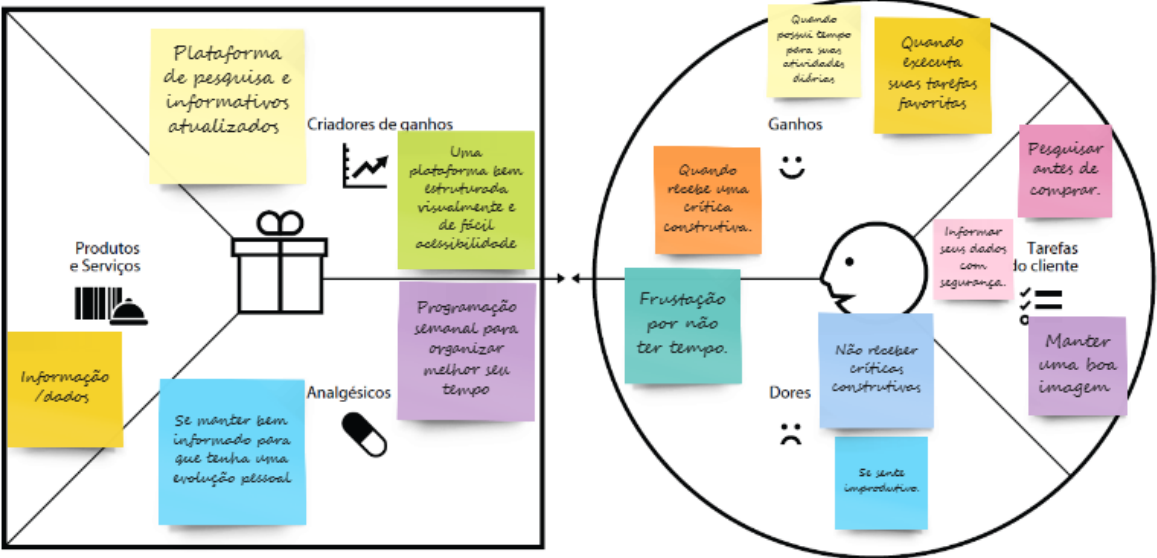 Plataforma
de pesquisa e
informativos
atualizados
Criadores de ganhos
Uma
plataforma bem
estruturada
visualmente e
de fácil
acessibilidade
Produtos
e Serviços
Programação
semanal para
organizar
melhor seu
tempo
Informação
/dados
Analgésicos
Se manter bem
informado para
que tenha uma
evolução pessoal
Quando
possui tempo
para suas
atividades
diárias
Quando
executa
suas tarefas
favoritas
Ganhos
Quando
recebe uma
crítica
construtiva.
Pesquisar
antes de
comprar.
Informar
seus dados
com
segurança.
Tarefas
do cliente
Manter
uma boa
imagem
Frustação
por não
ter tempo.
Não receber
críticas
construtivas
Dores
Se sente
improdutivo.